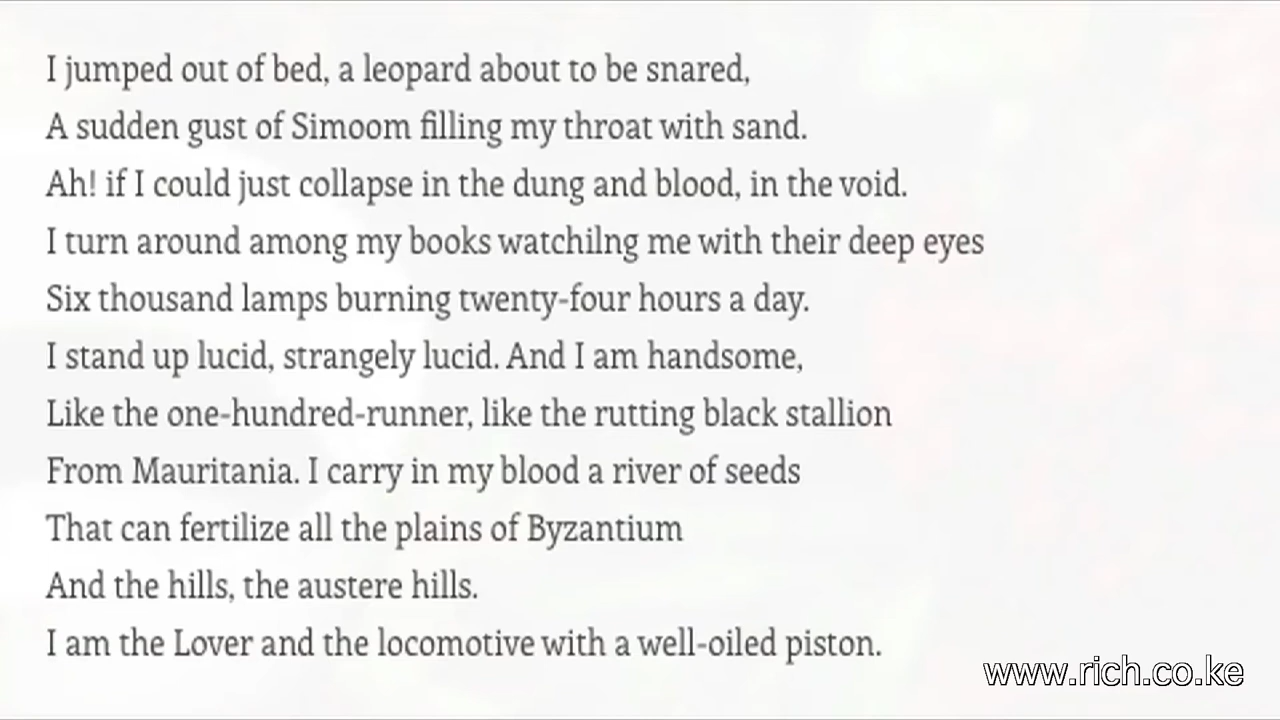 I jumped out of bed, a leopard about to be snared,
A sudden gust of Simoom filling my throat with sand.
Ah! if I could just collapse in the dung and blood, in the void.
I turn around among my books watchilng me with their deep eyes
Six thousand lamps burning twenty-four hours a day.
I stand up lucid, strangely lucid. And I am handsome,
Like the one-hundred-runner, like the rutting black stallion
From Mauritania. I carry in my blood a river of seeds
That can fertilize all the plains of Byzantium
And the hills, the austere hills.
I am the Lover and the locomotive with a well-oiled piston.
www.rich.co.ke